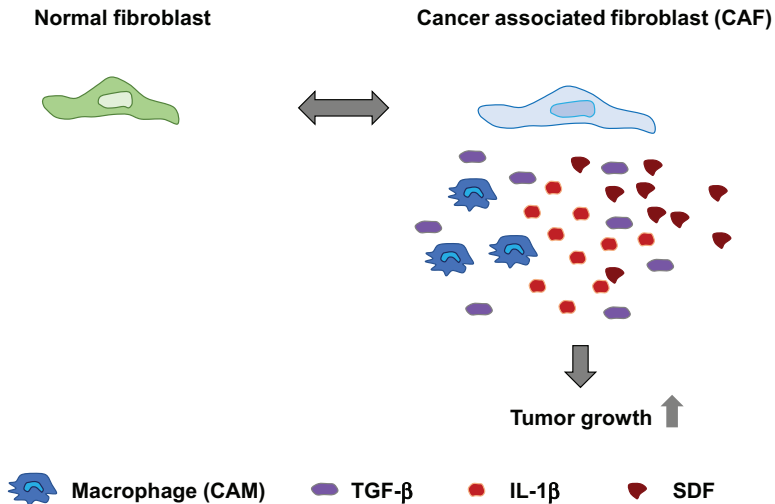 Normal fibroblast
Cancer associated fibroblast (CAF)
Tumor growth
Macrophage (CAM)
TGF-β
IL-1β
SDF